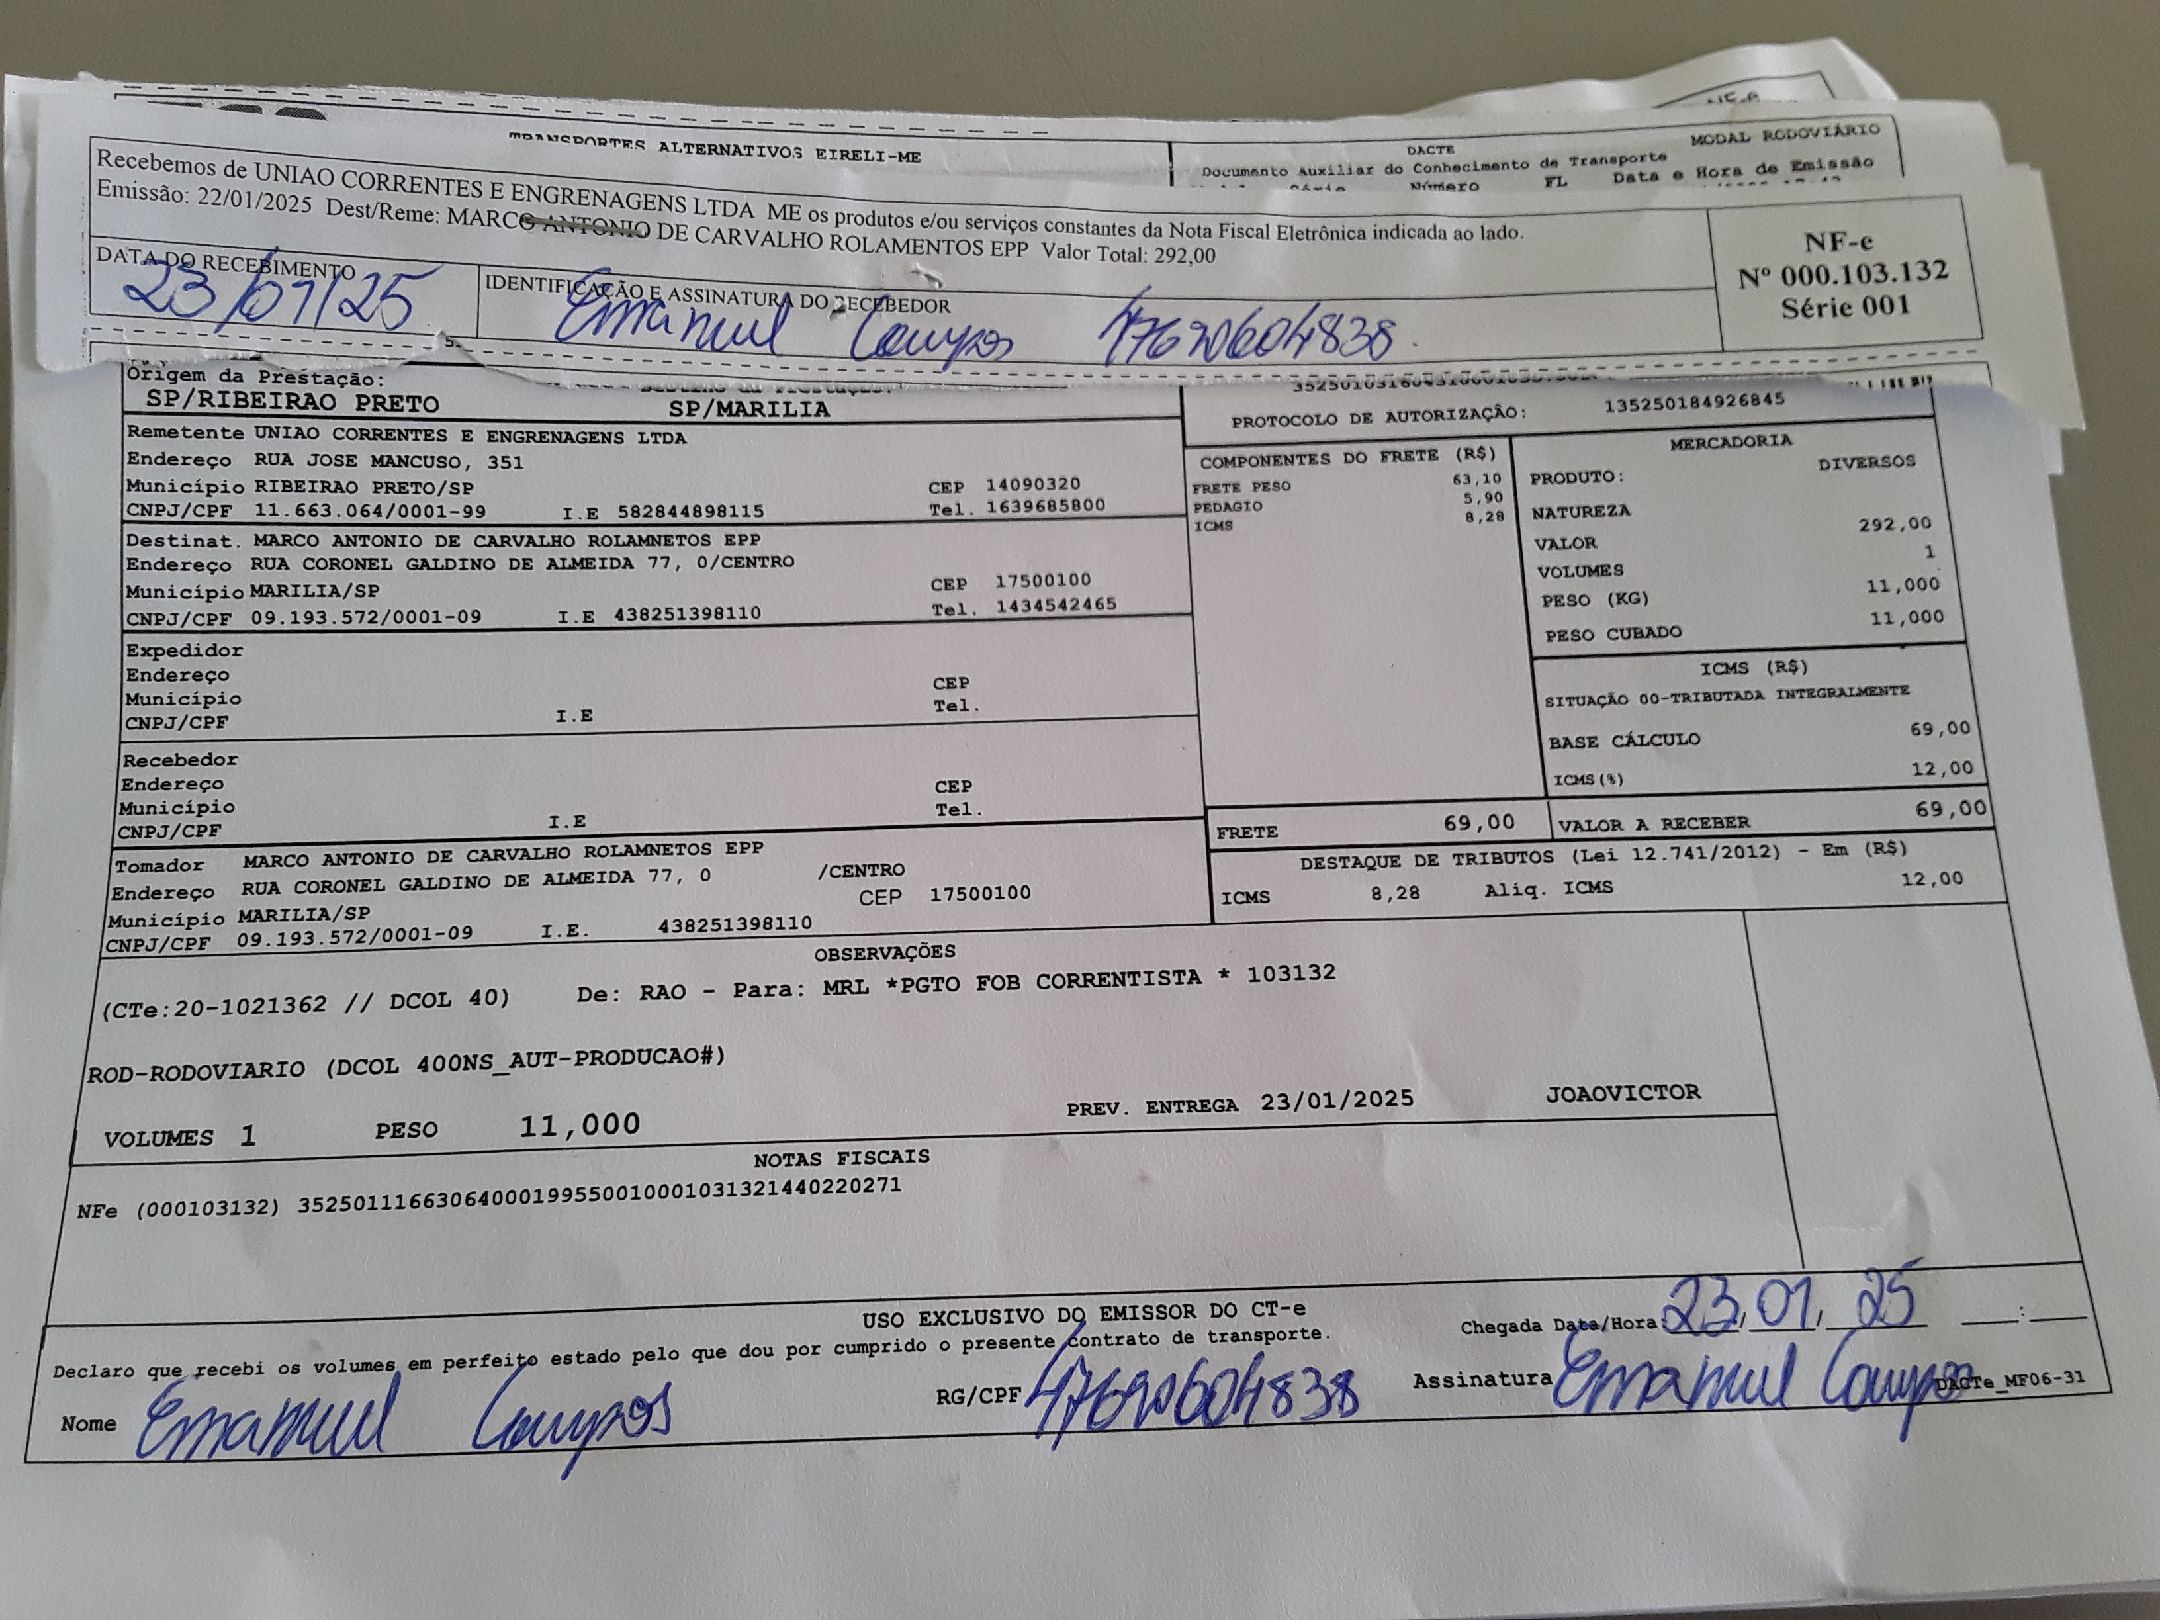 TRANSPORTES ALTERNATIVOS EIRELI-ME
DACTE
MODAL RODOVIÁRIO
Documento Auxiliar do Conhecimento de Transporte
Número FL Data e Hora de Emissão
Recebemos de UNIAO CORRENTES E ENGRENAGENS LTDA ME os produtos e/ou serviços constantes da Nota Fiscal Eletrônica indicada ao lado.
Emissão: 22/01/2025 Dest/Reme: MARCO ANTONIO DE CARVALHO ROLAMENTOS EPP Valor Total: 292,00
DATA DO RECEBIMENTO
23/01/25
IDENTIFICAÇÃO E ASSINATURA DO RECEBEDOR
Emanuel Campos 47620604838
NF-e
Nº 000.103.132
Série 001
Origem da Prestação:
SP/RIBEIRAO PRETO SP/MARILIA
PROTOCOLO DE AUTORIZAÇÃO: 135250184926845
Remetente UNIAO CORRENTES E ENGRENAGENS LTDA
Endereço RUA JOSE MANCUSO, 351
Município RIBEIRAO PRETO/SP CEP 14090320
CNPJ/CPF 11.663.064/0001-99 I.E 582844898115 Tel. 1639685800
Destinat. MARCO ANTONIO DE CARVALHO ROLAMNETOS EPP
Endereço RUA CORONEL GALDINO DE ALMEIDA 77, 0/CENTRO
Município MARILIA/SP CEP 17500100
CNPJ/CPF 09.193.572/0001-09 I.E 438251398110 Tel. 1434542465
Expedidor
Endereço
Município CEP
CNPJ/CPF I.E Tel.
Recebedor
Endereço
Município CEP
CNPJ/CPF I.E Tel.
Tomador MARCO ANTONIO DE CARVALHO ROLAMNETOS EPP
Endereço RUA CORONEL GALDINO DE ALMEIDA 77, 0 /CENTRO
Município MARILIA/SP CEP 17500100
CNPJ/CPF 09.193.572/0001-09 I.E. 438251398110
COMPONENTES DO FRETE (R$)
FRETE PESO 63,10
PEDAGIO 5,90
ICMS 8,28
MERCADORIA
PRODUTO: DIVERSOS
NATUREZA
VALOR 292,00
VOLUMES 1
PESO (KG) 11,000
PESO CUBADO 11,000
ICMS (R$)
SITUAÇÃO 00-TRIBUTADA INTEGRALMENTE
BASE CÁLCULO 69,00
ICMS(%) 12,00
FRETE 69,00 VALOR A RECEBER 69,00
DESTAQUE DE TRIBUTOS (Lei 12.741/2012) - Em (R$)
ICMS 8,28 Aliq. ICMS 12,00
OBSERVAÇÕES
(CTe:20-1021362 // DCOL 40) De: RAO - Para: MRL *PGTO FOB CORRENTISTA * 103132
ROD-RODOVIARIO (DCOL 400NS_AUT-PRODUCAO#)
VOLUMES 1 PESO 11,000 PREV. ENTREGA 23/01/2025 JOAOVICTOR
NOTAS FISCAIS
NFe (000103132) 35250111663064000199550010001031321440220271
USO EXCLUSIVO DO EMISSOR DO CT-e
Declaro que recebi os volumes em perfeito estado pelo que dou por cumprido o presente contrato de transporte.
Chegada Data/Hora: 23/01/25 __:__
Nome Emanuel Campos RG/CPF 47620604838 Assinatura Emanuel Campos
DACTe_MF06-31